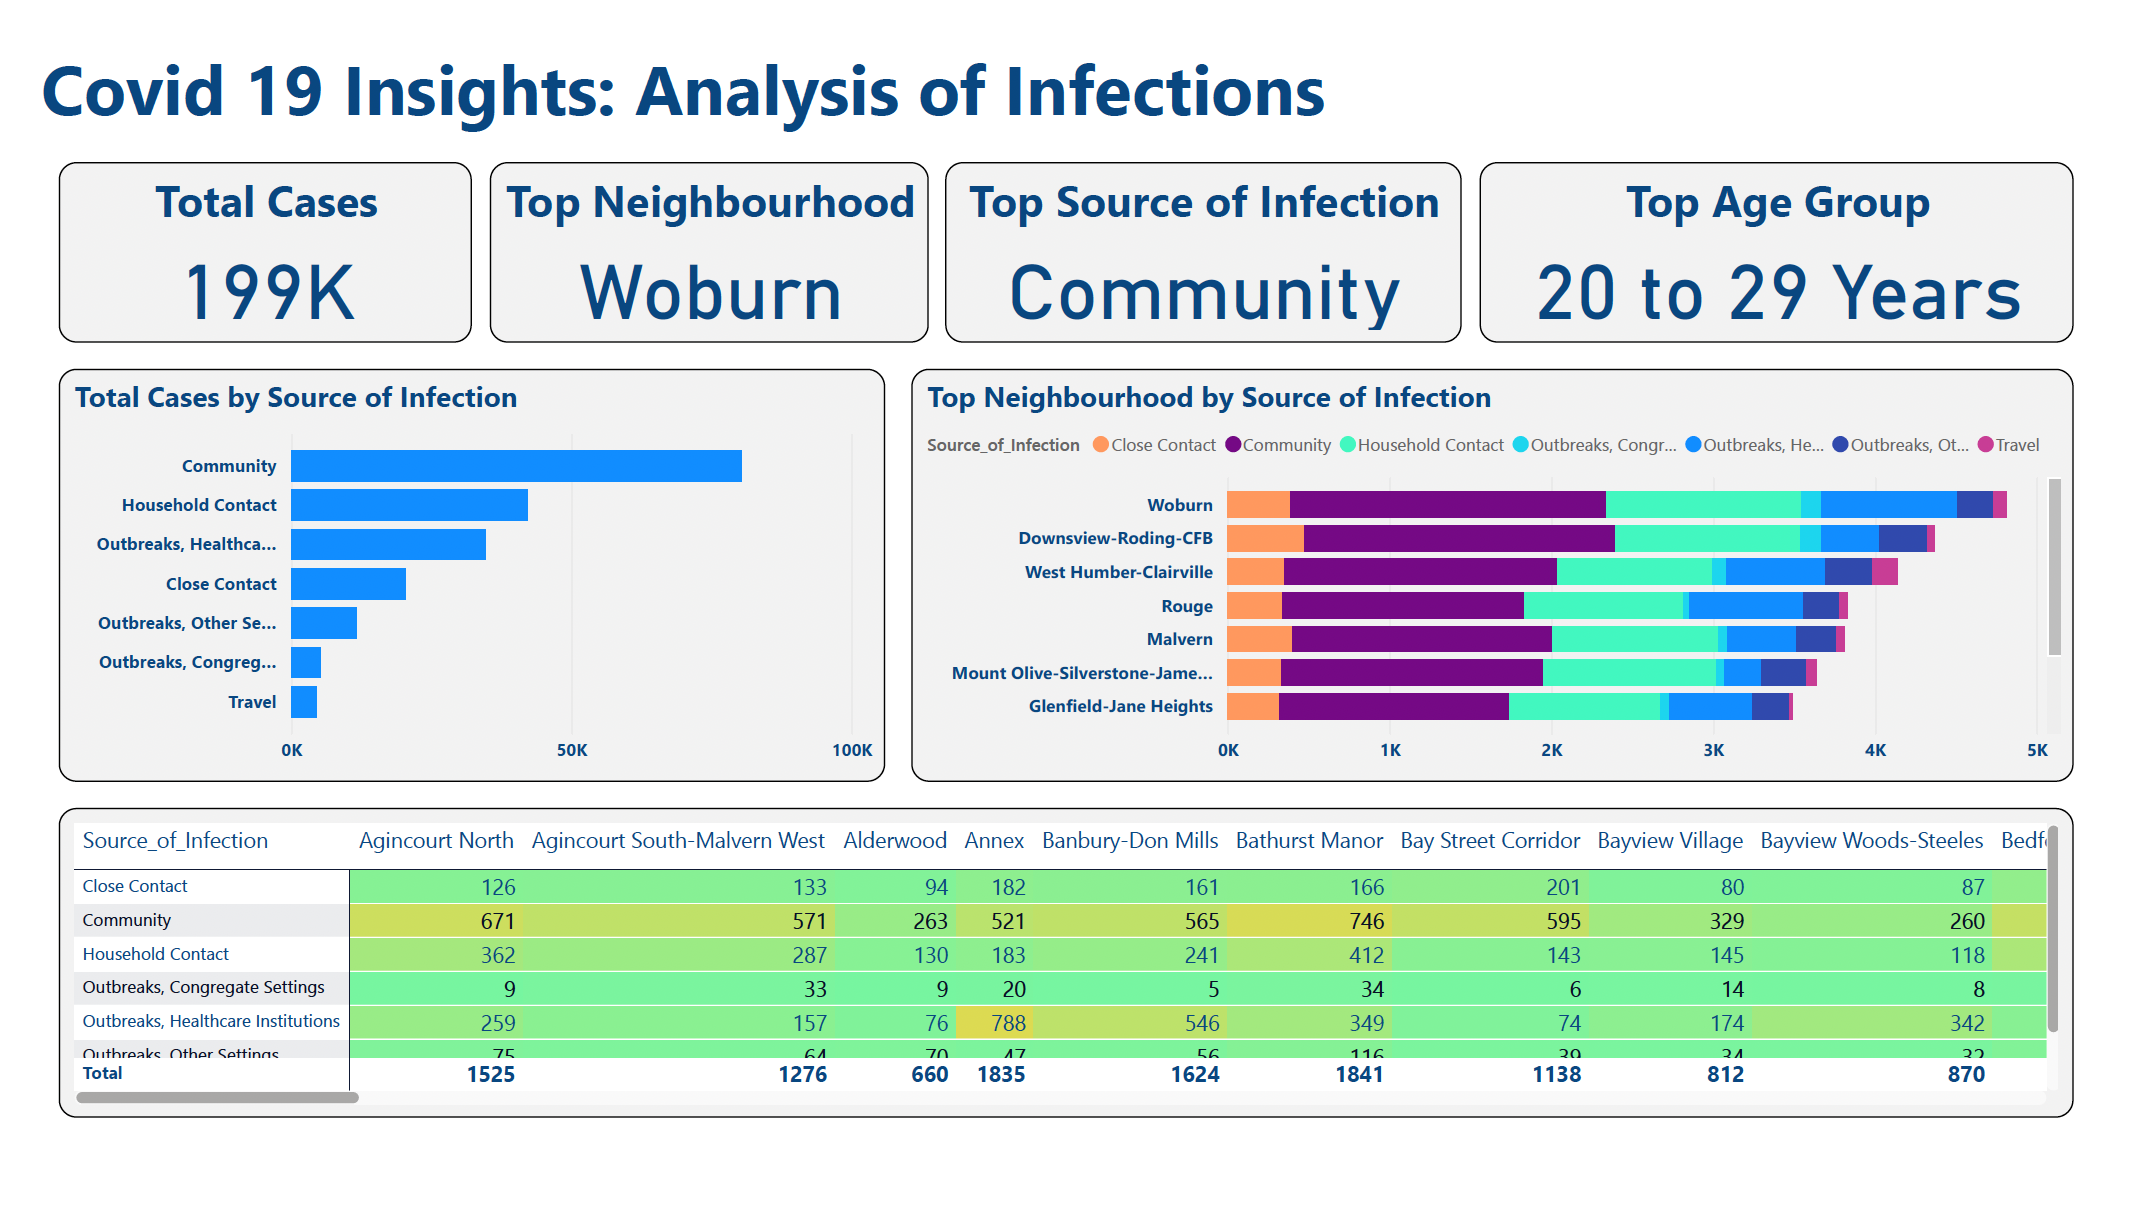 Covid 19 Insights: Analysis of Infections
Total Cases
199K
Top Neighbourhood
Woburn
Top Source of Infection
Community
Top Age Group
20 to 29 Years
Total Cases by Source of Infection
Community
Household Contact
Outbreaks, Healthca...
Close Contact
Outbreaks, Other Se...
Outbreaks, Congreg...
Travel
0K 50K 100K
Top Neighbourhood by Source of Infection
Source_of_Infection Close Contact Community Household Contact Outbreaks, Congr... Outbreaks, He... Outbreaks, Ot... Travel
Woburn
Downsview-Roding-CFB
West Humber-Clairville
Rouge
Malvern
Mount Olive-Silverstone-Jame...
Glenfield-Jane Heights
0K 1K 2K 3K 4K 5K
Source_of_Infection Agincourt North Agincourt South-Malvern West Alderwood Annex Banbury-Don Mills Bathurst Manor Bay Street Corridor Bayview Village Bayview Woods-Steeles Bedf
Close Contact 126 133 94 182 161 166 201 80 87
Community 671 571 263 521 565 746 595 329 260
Household Contact 362 287 130 183 241 412 143 145 118
Outbreaks, Congregate Settings 9 33 9 20 5 34 6 14 8
Outbreaks, Healthcare Institutions 259 157 76 788 546 349 74 174 342
Outbreaks, Other Settings 75 64 70 47 56 116 39 34 32
Total 1525 1276 660 1835 1624 1841 1138 812 870